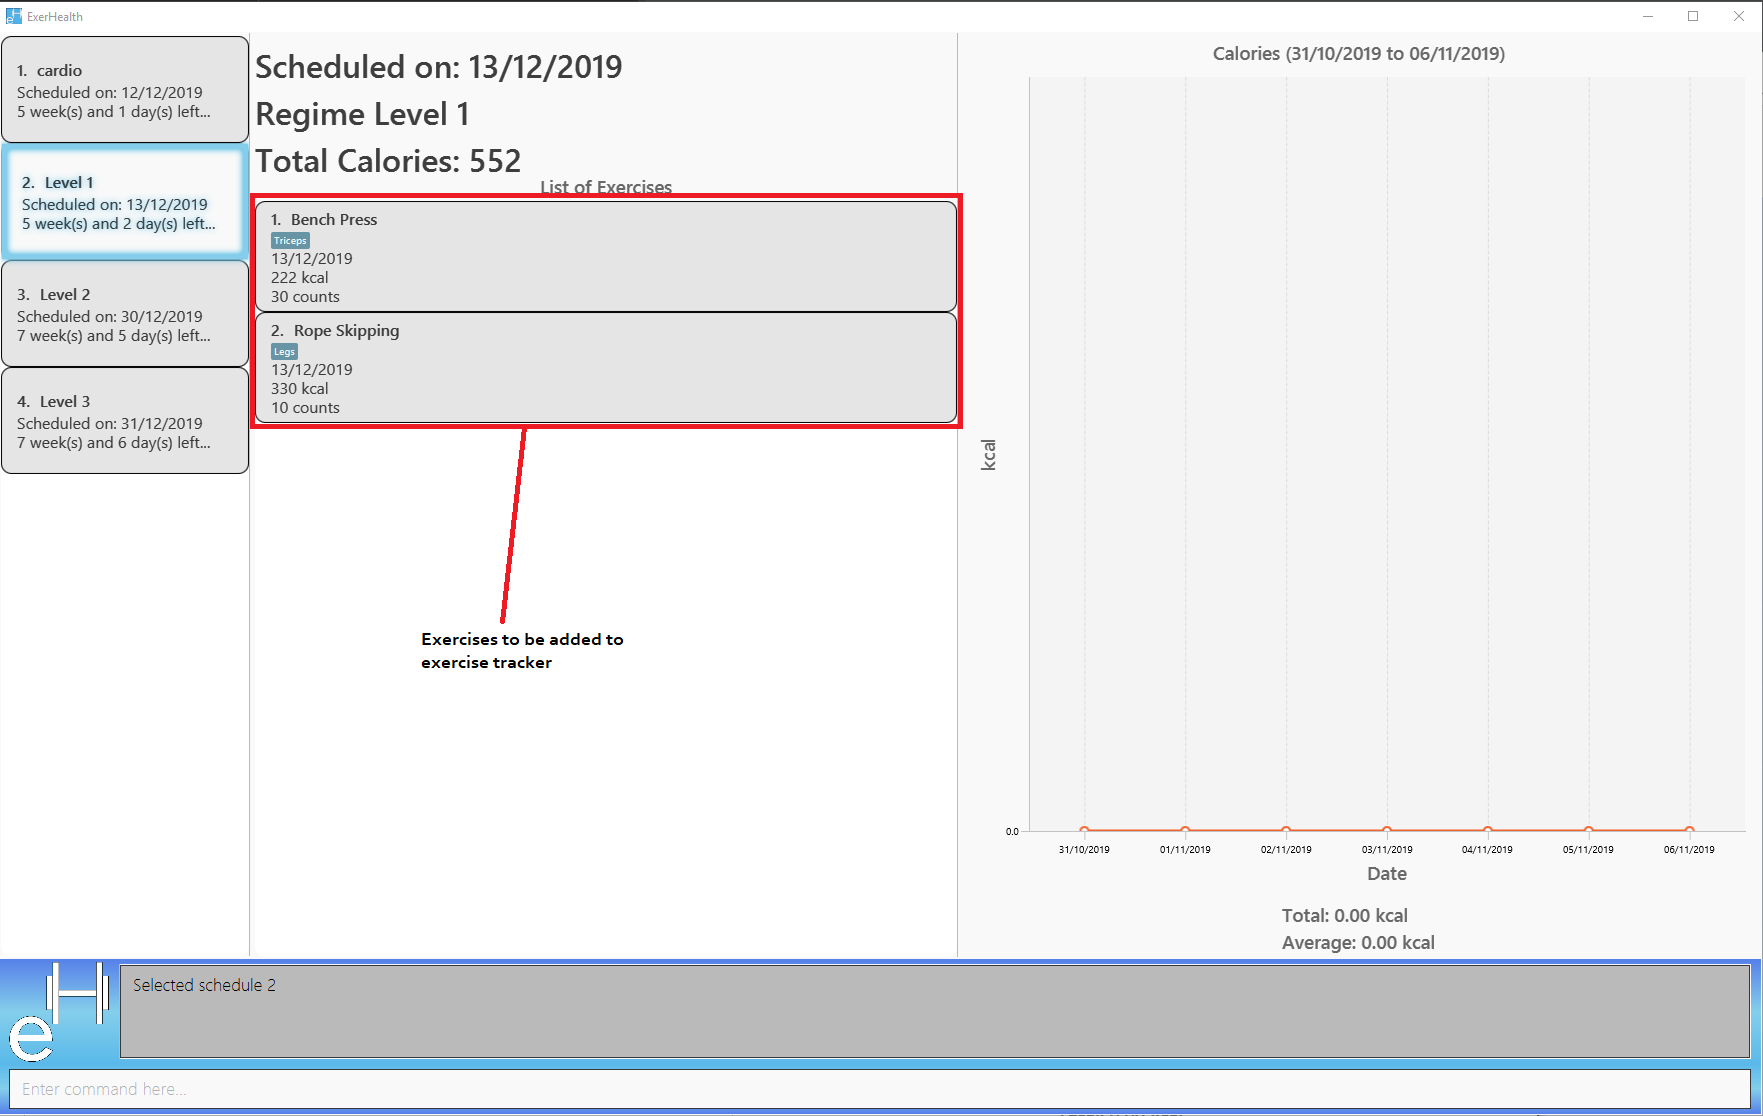 ExerHealth
1. cardio
Scheduled on: 12/12/2019
5 week(s) and 1 day(s) left...
2. Level 1
Scheduled on: 13/12/2019
5 week(s) and 2 day(s) left...
3. Level 2
Scheduled on: 30/12/2019
7 week(s) and 5 day(s) left...
4. Level 3
Scheduled on: 31/12/2019
7 week(s) and 6 day(s) left...
Scheduled on: 13/12/2019
Regime Level 1
Total Calories: 552
List of Exercises
1. Bench Press
Triceps
13/12/2019
222 kcal
30 counts
2. Rope Skipping
Legs
13/12/2019
330 kcal
10 counts
Exercises to be added to
exercise tracker
Calories (31/10/2019 to 06/11/2019)
kcal
0.0
31/10/2019 01/11/2019 02/11/2019 03/11/2019 04/11/2019 05/11/2019 06/11/2019
Date
Total: 0.00 kcal
Average: 0.00 kcal
eH
Selected schedule 2
Enter command here...